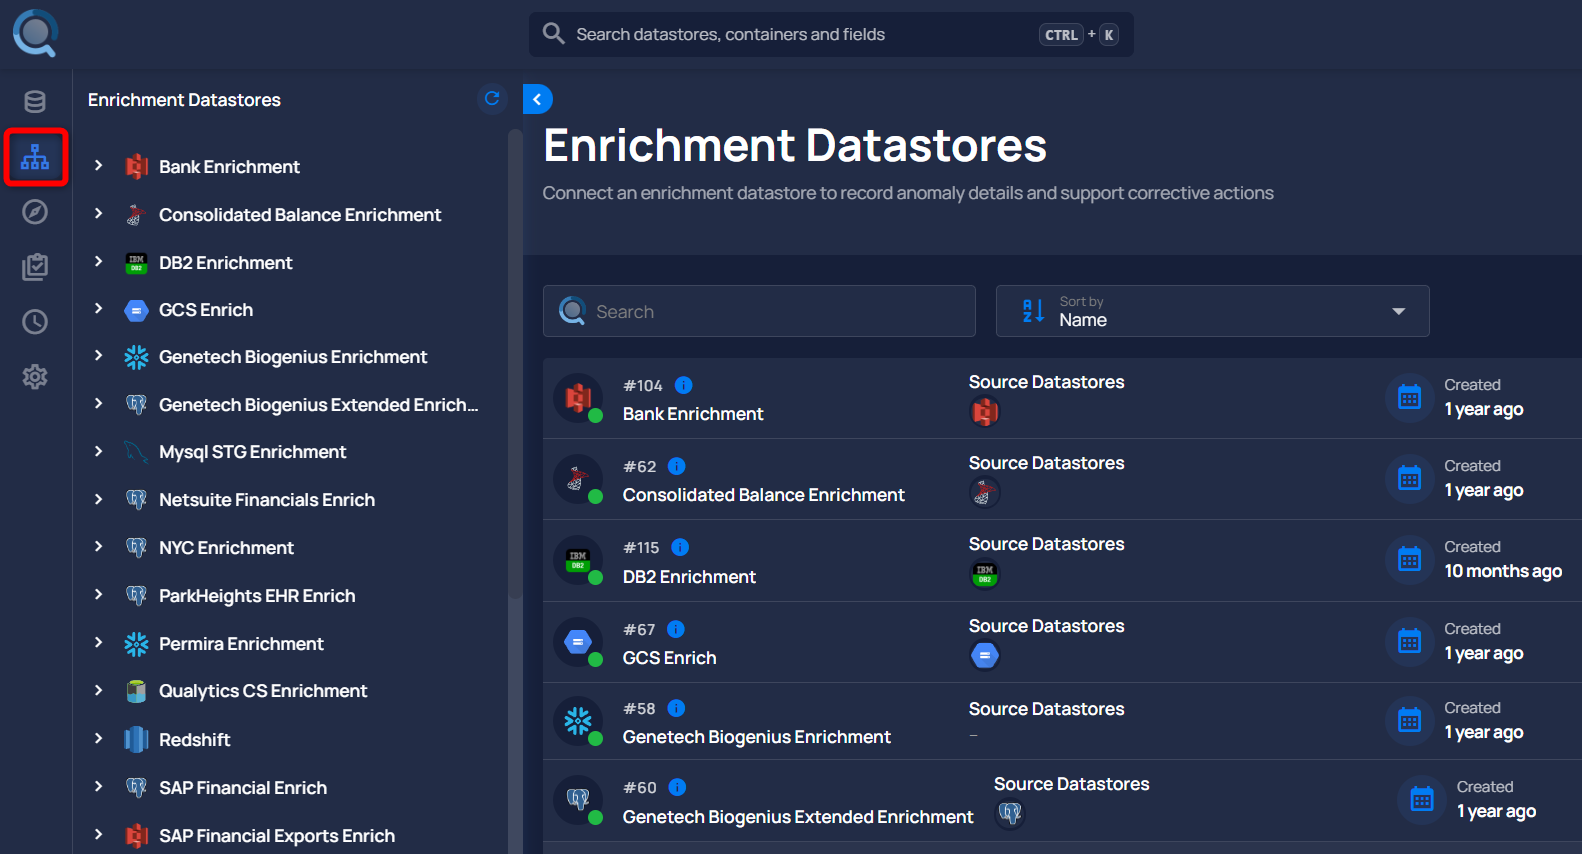 Search datastores, containers and fields
CTRL + K
Enrichment Datastores
Bank Enrichment
Consolidated Balance Enrichment
IBM
DB2
DB2 Enrichment
GCS Enrich
Genetech Biogenius Enrichment
Genetech Biogenius Extended Enrich...
Mysql STG Enrichment
Netsuite Financials Enrich
NYC Enrichment
ParkHeights EHR Enrich
Permira Enrichment
Qualytics CS Enrichment
Redshift
SAP Financial Enrich
SAP Financial Exports Enrich
Enrichment Datastores
Connect an enrichment datastore to record anomaly details and support corrective actions
Search
A
Z
Sort by
Name
#104
Bank Enrichment
Source Datastores
Created
1 year ago
#62
Consolidated Balance Enrichment
Source Datastores
Created
1 year ago
IBM
DB2
#115
DB2 Enrichment
Source Datastores
IBM
DB2
Created
10 months ago
#67
GCS Enrich
Source Datastores
Created
1 year ago
#58
Genetech Biogenius Enrichment
Source Datastores
–
Created
1 year ago
#60
Genetech Biogenius Extended Enrichment
Source Datastores
Created
1 year ago